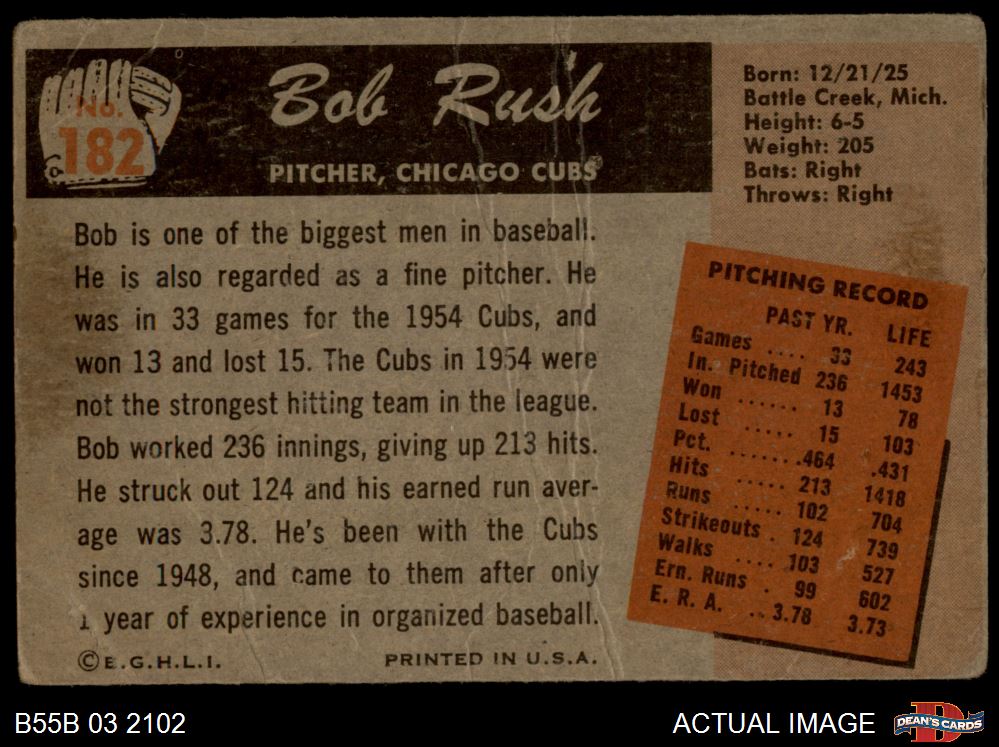 No.
182
Bob Rush
PITCHER, CHICAGO CUBS
Born: 12/21/25
Battle Creek, Mich.
Height: 6-5
Weight: 205
Bats: Right
Throws: Right
Bob is one of the biggest men in baseball.
He is also regarded as a fine pitcher. He
was in 33 games for the 1954 Cubs, and
won 13 and lost 15. The Cubs in 1954 were
not the strongest hitting team in the league.
Bob worked 236 innings, giving up 213 hits.
He struck out 124 and his earned run aver-
age was 3.78. He's been with the Cubs
since 1948, and came to them after only
1 year of experience in organized baseball.
©E.G.H.L.I.
PRINTED IN U.S.A.
PITCHING RECORD
PAST YR. LIFE
Games .... 33 243
In. Pitched 236 1453
Won ...... 13 78
Lost ..... 15 103
Pct. .......464 .431
Hits ..... 213 1418
Runs ..... 102 704
Strikeouts . 124 739
Walks .... 103 527
Ern. Runs . 99 602
E. R. A. .. 3.78 3.73
B55B 03 2102
ACTUAL IMAGE
DEAN'S CARDS